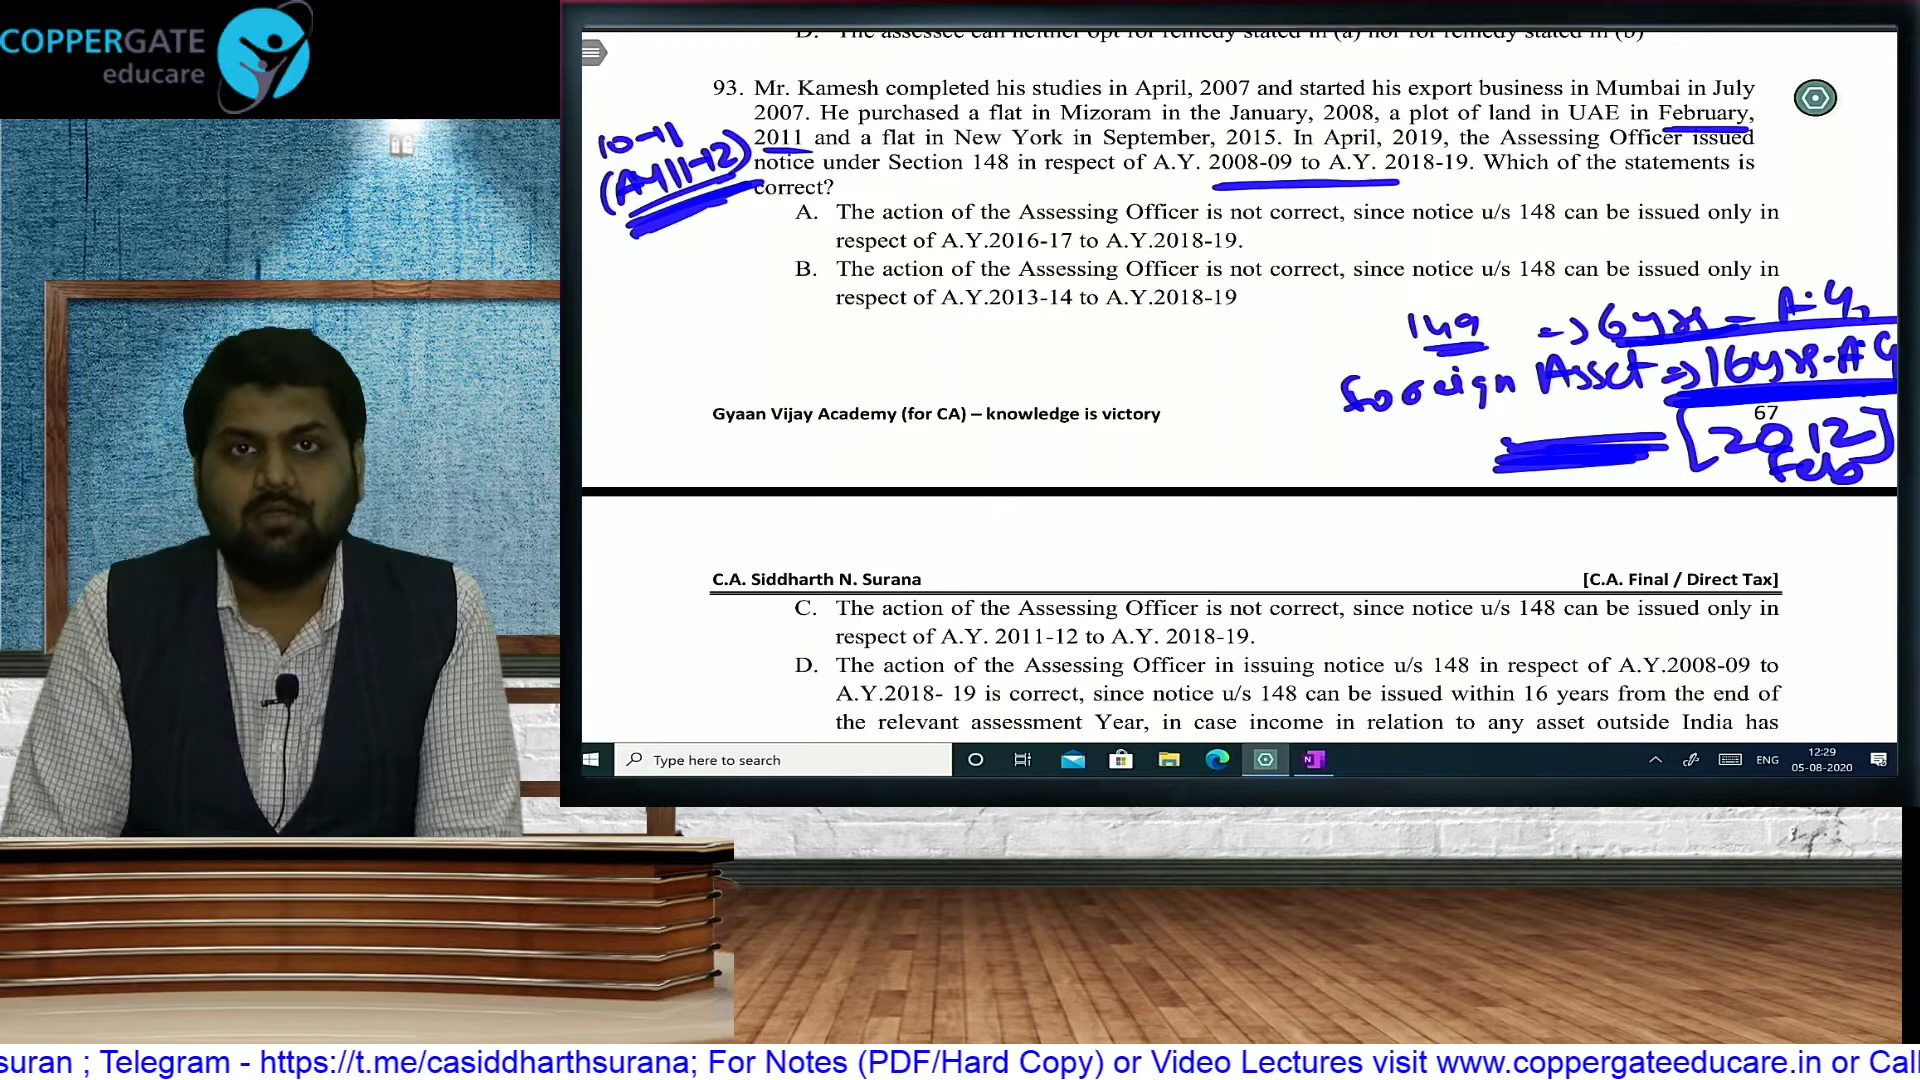 COPPERGATE
educare
D. The assessee can neither opt for remedy stated in (a) nor for remedy stated in (b)
93. Mr. Kamesh completed his studies in April, 2007 and started his export business in Mumbai in July
2007. He purchased a flat in Mizoram in the January, 2008, a plot of land in UAE in February,
2011 and a flat in New York in September, 2015. In April, 2019, the Assessing Officer issued
notice under Section 148 in respect of A.Y. 2008-09 to A.Y. 2018-19. Which of the statements is
correct?
10-11
(A-y 11-12)
A. The action of the Assessing Officer is not correct, since notice u/s 148 can be issued only in
respect of A.Y.2016-17 to A.Y.2018-19.
B. The action of the Assessing Officer is not correct, since notice u/s 148 can be issued only in
respect of A.Y.2013-14 to A.Y.2018-19
149 => 6 yrs - A.Y.
foreign Asset => 16 yrs - A.Y
Gyaan Vijay Academy (for CA) – knowledge is victory
67
[2012]
Feb
C.A. Siddharth N. Surana [C.A. Final / Direct Tax]
C. The action of the Assessing Officer is not correct, since notice u/s 148 can be issued only in
respect of A.Y. 2011-12 to A.Y. 2018-19.
D. The action of the Assessing Officer in issuing notice u/s 148 in respect of A.Y.2008-09 to
A.Y.2018- 19 is correct, since notice u/s 148 can be issued within 16 years from the end of
the relevant assessment Year, in case income in relation to any asset outside India has
Type here to search
ENG
12:29
05-08-2020
suran ; Telegram - https://t.me/casiddharthsurana; For Notes (PDF/Hard Copy) or Video Lectures visit www.coppergateeducare.in or Call